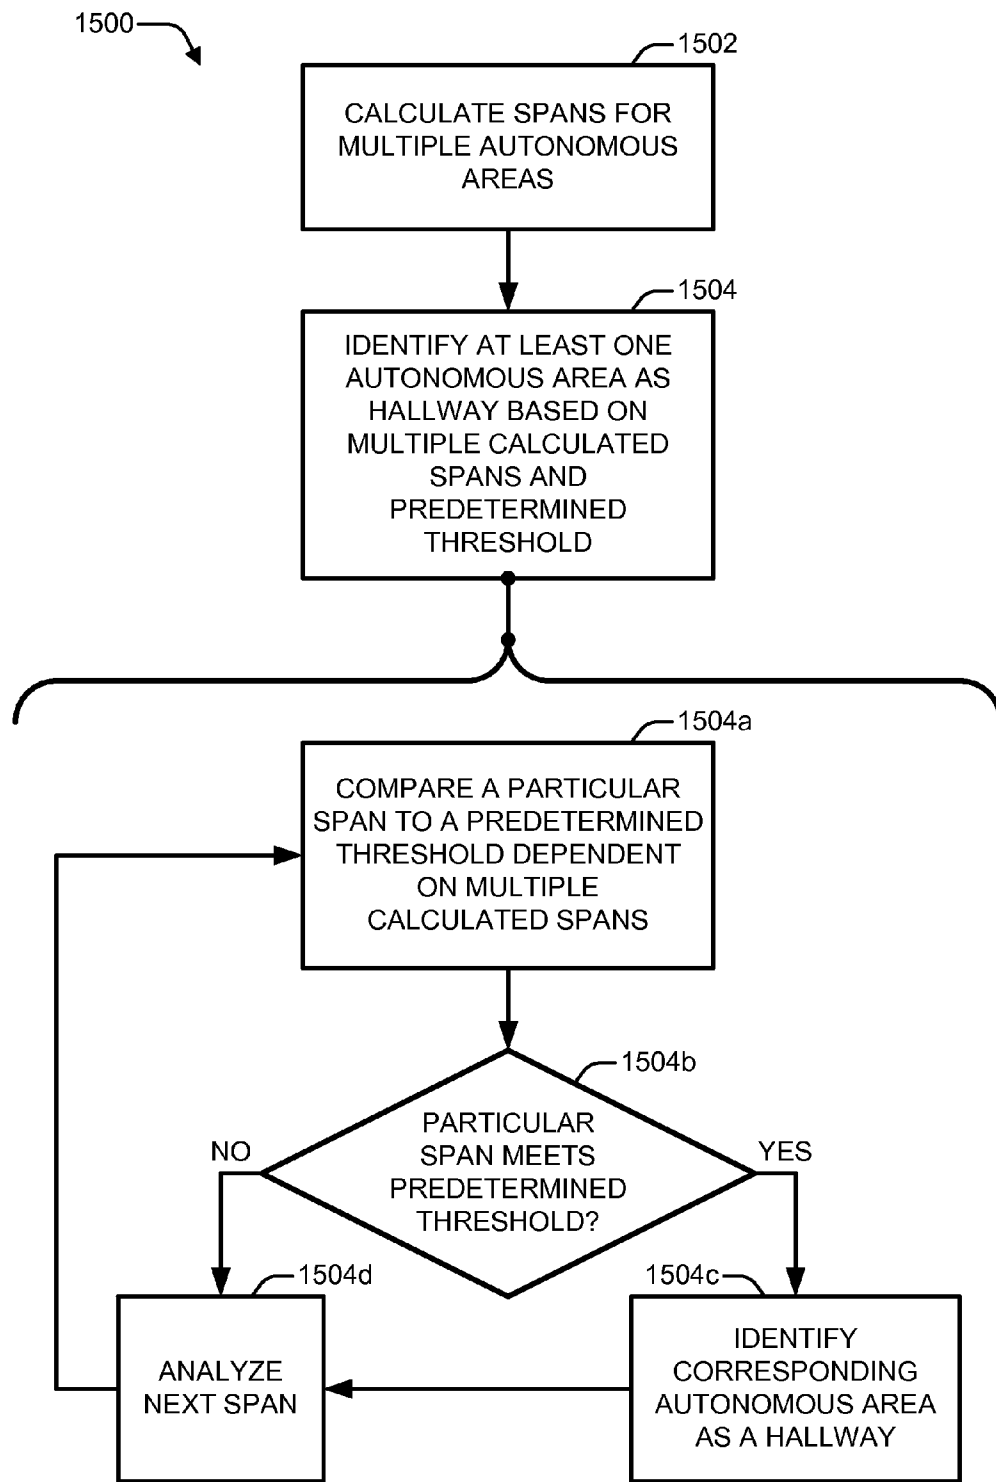 1500
1502
CALCULATE SPANS FOR
MULTIPLE AUTONOMOUS
AREAS
1504
IDENTIFY AT LEAST ONE
AUTONOMOUS AREA AS
HALLWAY BASED ON
MULTIPLE CALCULATED
SPANS AND
PREDETERMINED
THRESHOLD
1504a
COMPARE A PARTICULAR
SPAN TO A PREDETERMINED
THRESHOLD DEPENDENT
ON MULTIPLE
CALCULATED SPANS
1504b
PARTICULAR
SPAN MEETS
PREDETERMINED
THRESHOLD?
NO
YES
1504d
ANALYZE
NEXT SPAN
1504c
IDENTIFY
CORRESPONDING
AUTONOMOUS AREA
AS A HALLWAY